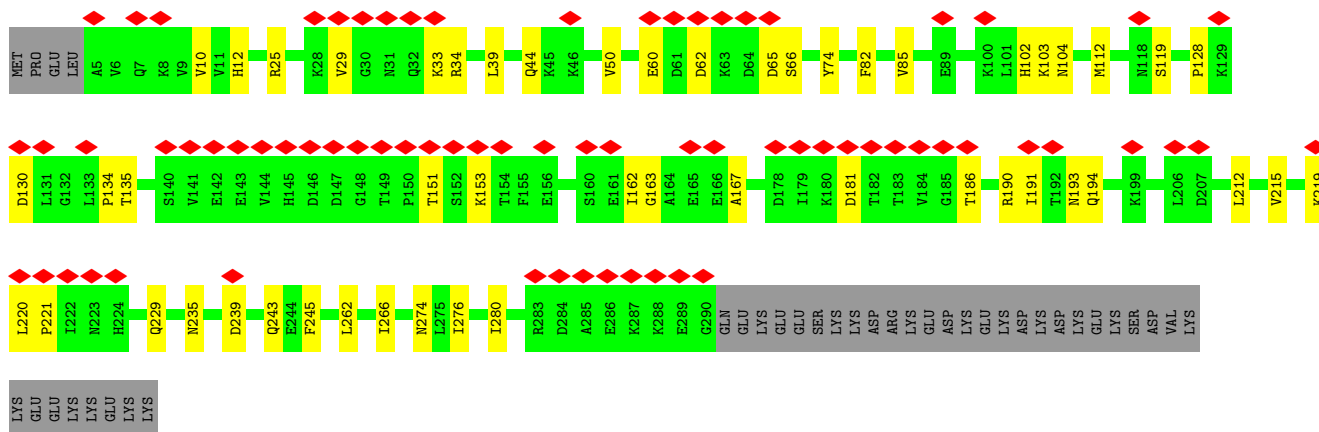 MET PRO GLU LEU A5 V6 Q7 K8 V9 V10 V11 H12 R25 K28 V29 G30 N31 Q32 K33 R34 L39 Q44 K45 K46 V50 E60 D61 D62 K63 D64 D65 S66 Y74 F82 V85 E89 K100 L101 H102 K103 N104 M112 N118 S119 P128 K129
D130 L131 G132 L133 P134 T135 S140 V141 E142 E143 V144 H145 D146 D147 G148 T149 P150 T151 S152 K153 T154 F155 E156 S160 E161 I162 G163 A164 E165 E166 A167 D178 I179 K180 D181 T182 T183 V184 G185 T186 R190 I191 T192 N193 Q194 K199 L206 D207 L212 V215 K219
L220 P221 I222 N223 H224 Q229 N235 D239 Q243 E244 F245 L262 I266 N274 L275 I276 I280 R283 D284 A285 E286 K287 K288 E289 G290 GLN GLU LYS GLU GLU SER LYS LYS ASP ARG LYS GLU ASP LYS GLU LYS ASP LYS ASP LYS GLU LYS SER ASP VAL LYS
LYS GLU GLU LYS LYS GLU LYS LYS